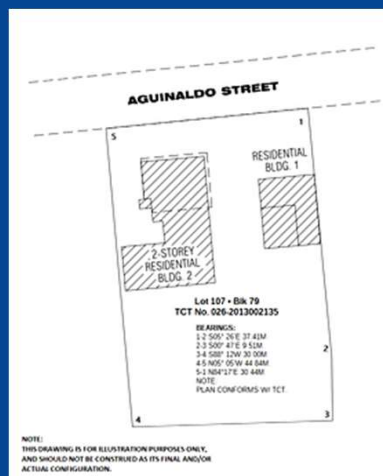 AGUINALDO STREET
5
1
RESIDENTIAL
BLDG. 1
2-STOREY
RESIDENTIAL
BLDG. 2
Lot 107 • Blk 79
TCT No. 026-2013002135
BEARINGS:
1-2 S05° 26'E 37.41M
2-3 S00° 47'E 9.51M
3-4 S88° 12'W 30.00M
4-5 N05° 05'W 44.84M
5-1 N84°17'E 30.44M
NOTE:
PLAN CONFORMS W/ TCT.
2
4
3
NOTE:
THIS DRAWING IS FOR ILLUSTRATION PURPOSES ONLY,
AND SHOULD NOT BE CONSTRUED AS ITS FINAL AND/OR
ACTUAL CONFIGURATION.